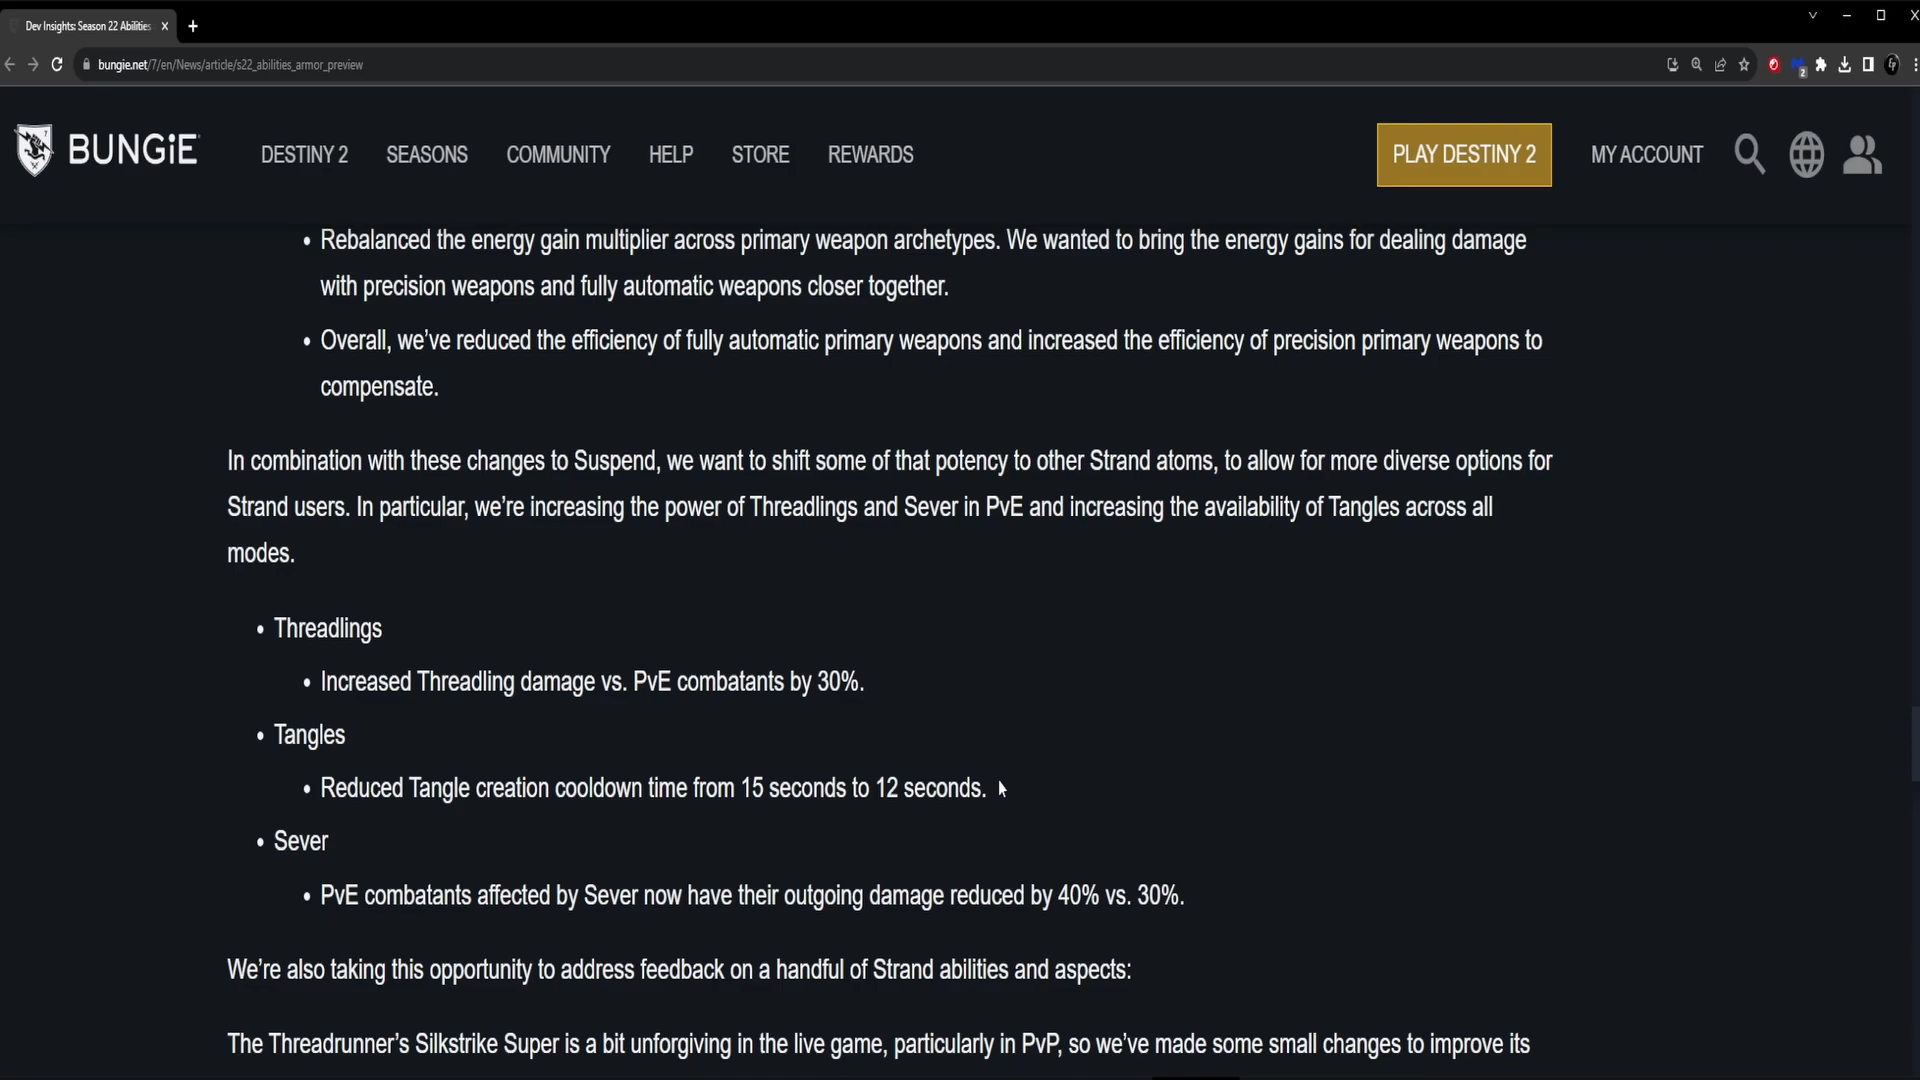 Dev Insights: Season 22 Abilities
bungie.net/7/en/News/article/s22_abilities_armor_preview
2
BUNGiE
DESTINY 2 SEASONS COMMUNITY HELP STORE REWARDS PLAY DESTINY 2 MY ACCOUNT
• Rebalanced the energy gain multiplier across primary weapon archetypes. We wanted to bring the energy gains for dealing damage
with precision weapons and fully automatic weapons closer together.
• Overall, we’ve reduced the efficiency of fully automatic primary weapons and increased the efficiency of precision primary weapons to
compensate.
In combination with these changes to Suspend, we want to shift some of that potency to other Strand atoms, to allow for more diverse options for
Strand users. In particular, we’re increasing the power of Threadlings and Sever in PvE and increasing the availability of Tangles across all
modes.
• Threadlings
• Increased Threadling damage vs. PvE combatants by 30%.
• Tangles
• Reduced Tangle creation cooldown time from 15 seconds to 12 seconds.
• Sever
• PvE combatants affected by Sever now have their outgoing damage reduced by 40% vs. 30%.
We’re also taking this opportunity to address feedback on a handful of Strand abilities and aspects:
The Threadrunner’s Silkstrike Super is a bit unforgiving in the live game, particularly in PvP, so we’ve made some small changes to improve its